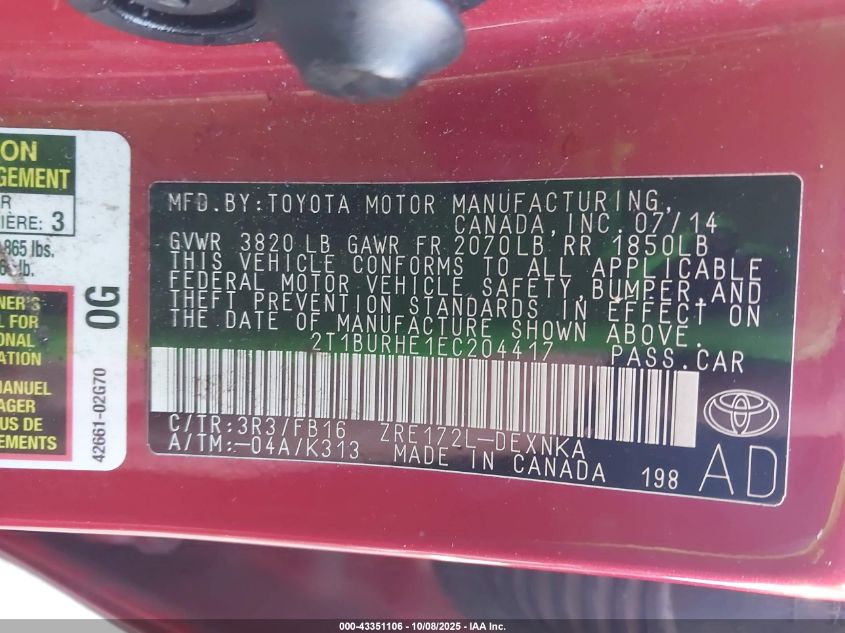 ON
GEMENT
R
IÈRE: 3
865 lbs.
lb.
NER'S
L FOR
ONAL
ATION
MANUEL
AGER
US DE
EMENTS
0G
42661-02G70
MFD.BY:TOYOTA MOTOR MANUFACTURING,
CANADA,INC.07/14
GVWR 3820LB GAWR FR 2070LB RR 1850LB
THIS VEHICLE CONFORMS TO ALL APPLICABLE
FEDERAL MOTOR VEHICLE SAFETY,BUMPER,AND
THEFT PREVENTION STANDARDS IN EFFECT ON
THE DATE OF MANUFACTURE SHOWN ABOVE.
2T1BURHE1EC204417 PASS.CAR
C/TR:3R3/FB16 ZRE172L-DEXNKA
A/TM:-04A/K313 MADE IN CANADA
198 AD
000-43351106 - 10/08/2025 - IAA Inc.